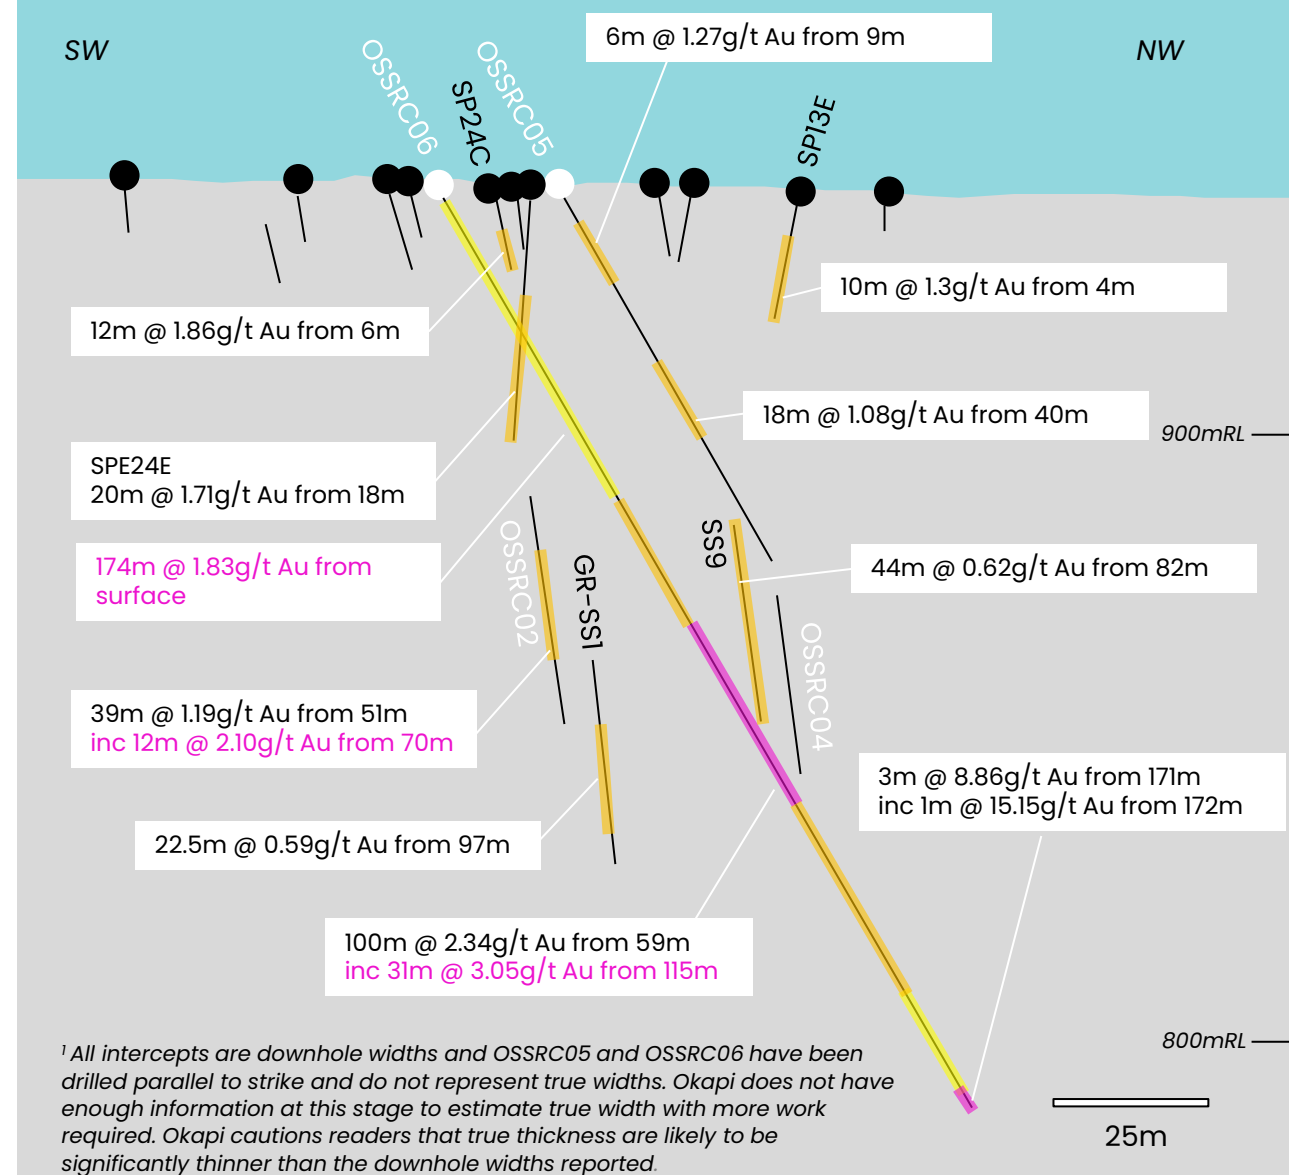 SW
OSSRC06
SP24C
OSSRC05
6m @ 1.27g/t Au from 9m
SP13E
NW
12m @ 1.86g/t Au from 6m
10m @ 1.3g/t Au from 4m
18m @ 1.08g/t Au from 40m
900mRL
SPE24E
20m @ 1.71g/t Au from 18m
174m @ 1.83g/t Au from
surface
OSSRC02
GR-SS1
SS9
44m @ 0.62g/t Au from 82m
OSSRC04
39m @ 1.19g/t Au from 51m
inc 12m @ 2.10g/t Au from 70m
3m @ 8.86g/t Au from 171m
inc 1m @ 15.15g/t Au from 172m
22.5m @ 0.59g/t Au from 97m
100m @ 2.34g/t Au from 59m
inc 31m @ 3.05g/t Au from 115m
800mRL
25m
¹ All intercepts are downhole widths and OSSRC05 and OSSRC06 have been
drilled parallel to strike and do not represent true widths. Okapi does not have
enough information at this stage to estimate true width with more work
required. Okapi cautions readers that true thickness are likely to be
significantly thinner than the downhole widths reported.